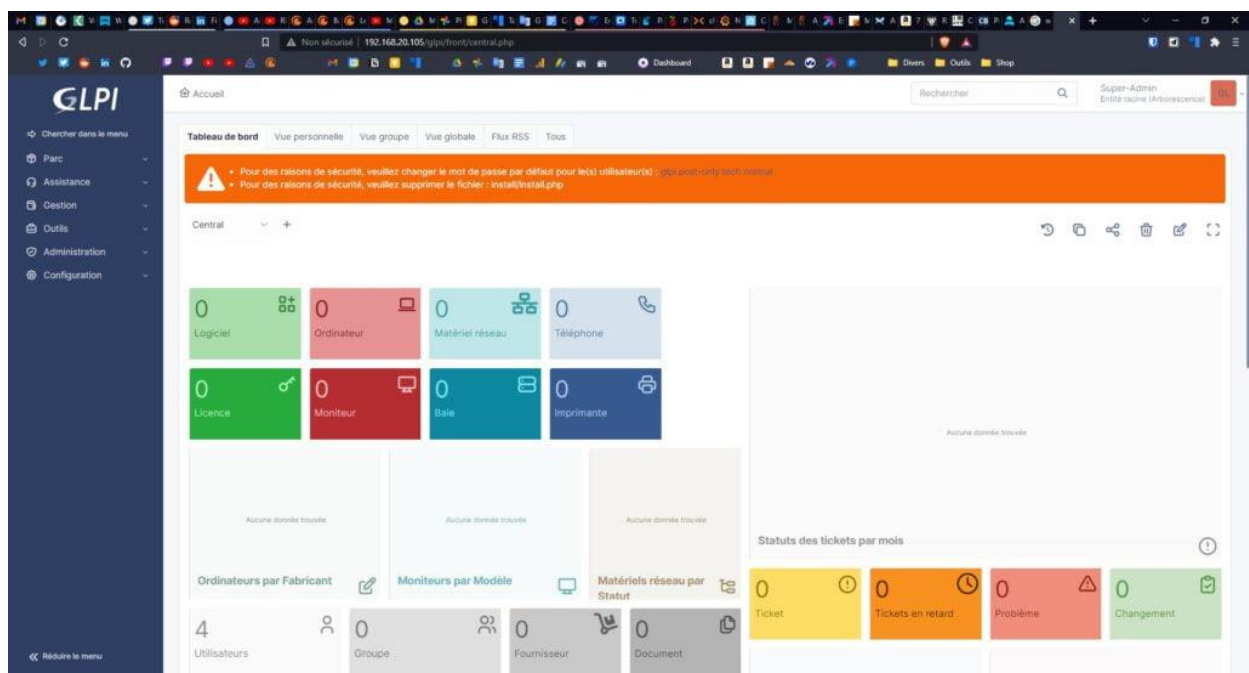 Non sécurisé | 192.168.20.105/glpi/front/central.php
Dashboard
Divers
Outils
Shop
GLPI
Accueil
Rechercher
Super-Admin
Entité racine (Arborescence)
GL
Chercher dans le menu
Parc
Assistance
Gestion
Outils
Administration
Configuration
Réduire le menu
Tableau de bord
Vue personnelle
Vue groupe
Vue globale
Flux RSS
Tous
Pour des raisons de sécurité, veuillez changer le mot de passe par défaut pour le(s) utilisateur(s) : glpi post-only tech normal
Pour des raisons de sécurité, veuillez supprimer le fichier : install/install.php
Central
0
Logiciel
0
Ordinateur
0
Matériel réseau
0
Téléphone
0
Licence
0
Moniteur
0
Baie
0
Imprimante
Aucune donnée trouvée
Ordinateurs par Fabricant
Aucune donnée trouvée
Moniteurs par Modèle
Aucune donnée trouvée
Matériels réseau par
Statut
Aucune donnée trouvée
Statuts des tickets par mois
4
Utilisateurs
0
Groupe
0
Fournisseur
0
Document
0
Ticket
0
Tickets en retard
0
Problème
0
Changement